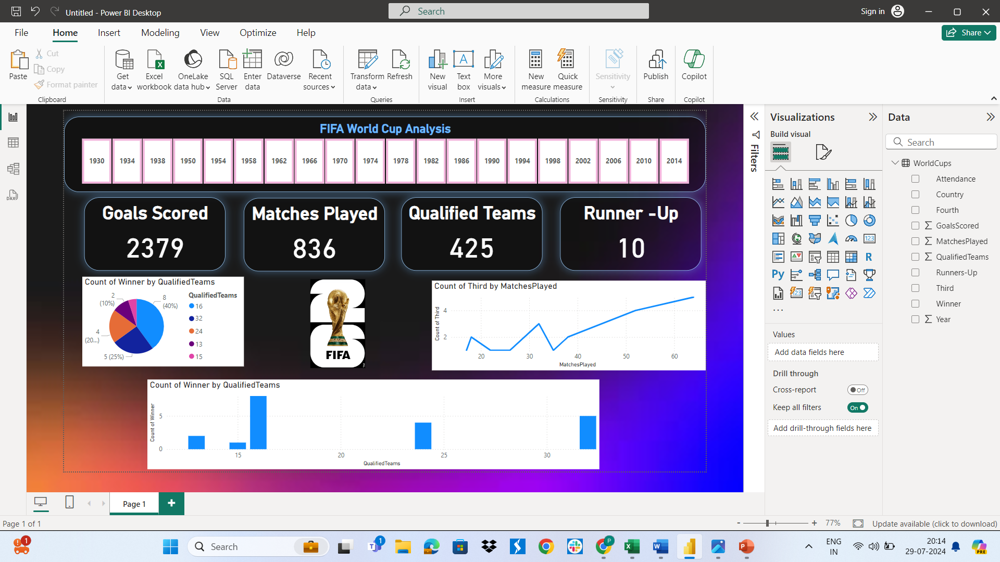 Untitled - Power BI Desktop
Search
Sign in
File
Home
Insert
Modeling
View
Optimize
Help
Share
Paste
Cut
Copy
Format painter
Clipboard
Get data
Excel workbook
OneLake data hub
SQL Server
Enter data
Dataverse
Recent sources
Data
Transform data
Refresh
Queries
New visual
Text box
More visuals
Insert
New measure
Quick measure
Calculations
Sensitivity
Sensitivity
Publish
Share
Copilot
Copilot
DAX
FIFA World Cup Analysis
1930 1934 1938 1950 1954 1958 1962 1966 1970 1974 1978 1982 1986 1990 1994 1998 2002 2006 2010 2014
Goals Scored
2379
Matches Played
836
Qualified Teams
425
Runner -Up
10
Count of Winner by QualifiedTeams
8 (40%)
5 (25%)
4 (20...)
2 (10%)
QualifiedTeams
16
32
24
13
15
FIFA
TM
Count of Third by MatchesPlayed
Count of Third
4
2
20 30 40 50 60
MatchesPlayed
Count of Winner by QualifiedTeams
Count of Winner
5
0
15 20 25 30
QualifiedTeams
Filters
Visualizations
Build visual
123
R
Py
123
...
Values
Add data fields here
Drill through
Cross-report
Off
Keep all filters
On
Add drill-through fields here
Data
Search
WorldCups
Attendance
Country
Fourth
GoalsScored
MatchesPlayed
QualifiedTeams
Runners-Up
Third
Winner
Year
Page 1
Page 1 of 1
- + 77%
Update available (click to download)
1
Search
1
P
ENG
IN
20:14
29-07-2024
PRE